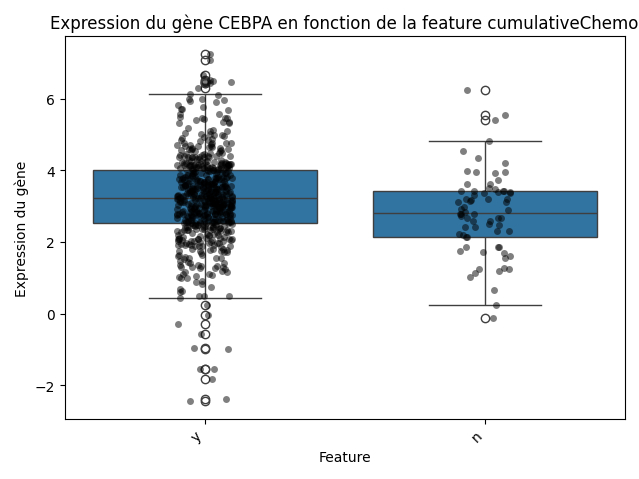 Expression du gène CEBPA en fonction de la feature cumulativeChemo
Expression du gène
6
4
2
0
−2
y
n
Feature